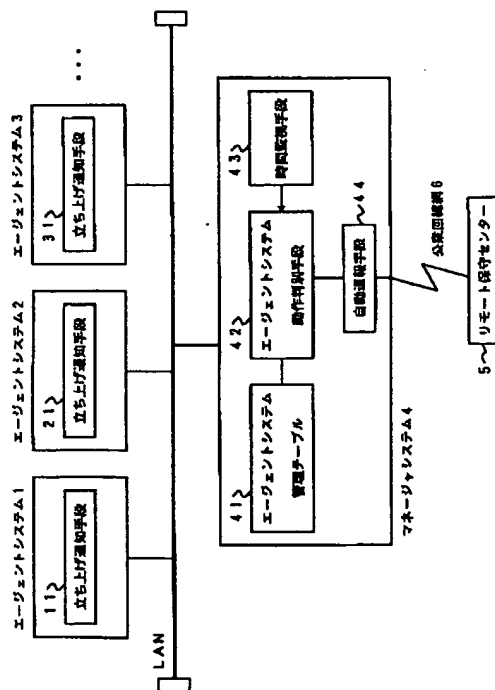 エージェントシステム1
11
立ち上げ通知手段
エージェントシステム2
21
立ち上げ通知手段
エージェントシステム3
31
立ち上げ通知手段
...
LAN
41
エージェントシステム
管理テーブル
42
エージェントシステム
動作判別手段
43
時間監視手段
自動通報手段
44
マネージャシステム4
公衆回線網6
5
リモート保守センター